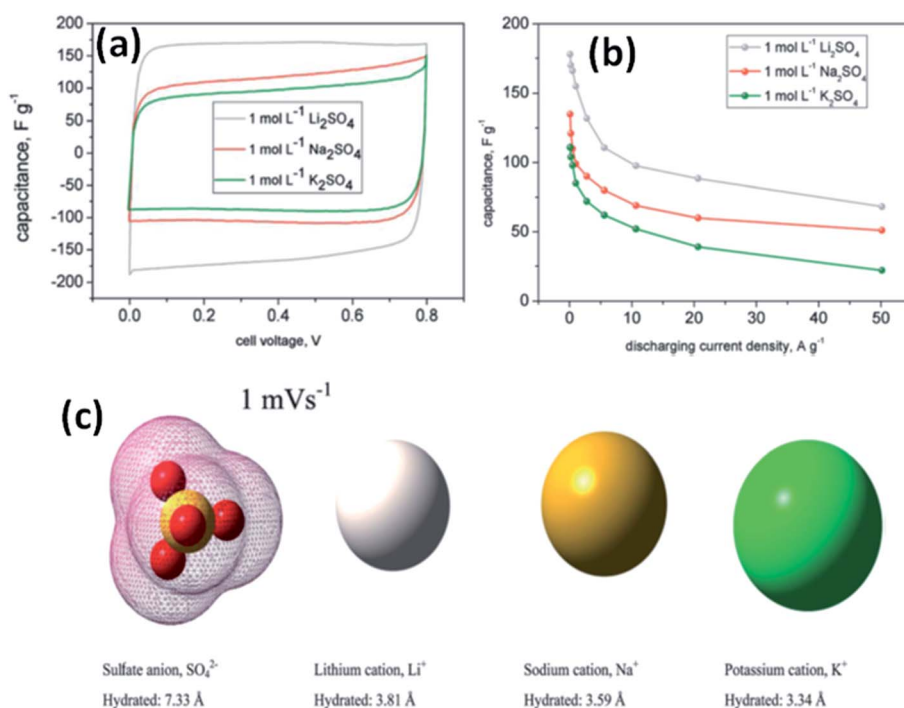 (a)
200
150
100
50
0
-50
-100
-150
-200
capacitance, F g⁻¹
1 mol L⁻¹ Li₂SO₄
1 mol L⁻¹ Na₂SO₄
1 mol L⁻¹ K₂SO₄
0.0 0.2 0.4 0.6 0.8
cell voltage, V
(b)
200
150
100
50
0
capacitance, F g⁻¹
1 mol L⁻¹ Li₂SO₄
1 mol L⁻¹ Na₂SO₄
1 mol L⁻¹ K₂SO₄
0 10 20 30 40 50
discharging current density, A g⁻¹
(c)
1 mVs⁻¹
Sulfate anion, SO₄²⁻
Hydrated: 7.33 Å
Lithium cation, Li⁺
Hydrated: 3.81 Å
Sodium cation, Na⁺
Hydrated: 3.59 Å
Potassium cation, K⁺
Hydrated: 3.34 Å